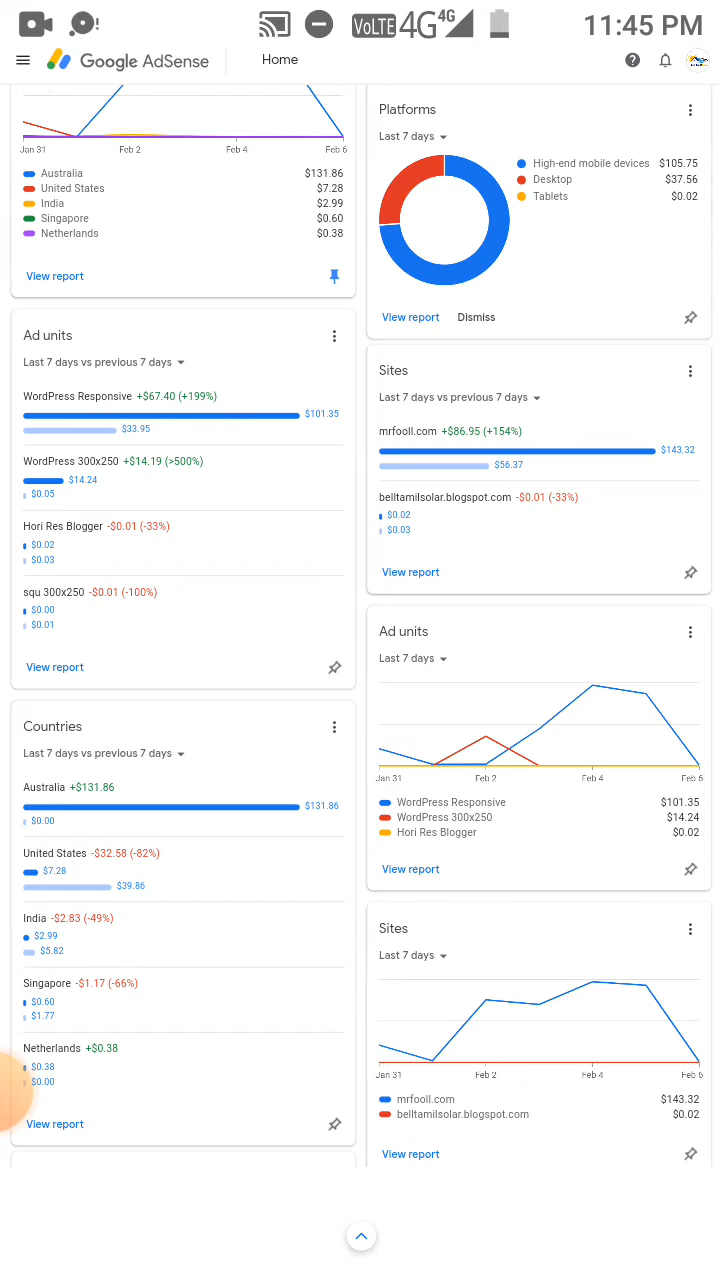 VoLTE 4G 4G 11:45 PM
Google AdSense Home
Jan 31 Feb 2 Feb 4 Feb 6
Australia $131.86
United States $7.28
India $2.99
Singapore $0.60
Netherlands $0.38
View report
Ad units
Last 7 days vs previous 7 days
WordPress Responsive +$67.40 (+199%)
$101.35
$33.95
WordPress 300x250 +$14.19 (>500%)
$14.24
$0.05
Hori Res Blogger -$0.01 (-33%)
$0.02
$0.03
squ 300x250 -$0.01 (-100%)
$0.00
$0.01
View report
Countries
Last 7 days vs previous 7 days
Australia +$131.86
$131.86
$0.00
United States -$32.58 (-82%)
$7.28
$39.86
India -$2.83 (-49%)
$2.99
$5.82
Singapore -$1.17 (-66%)
$0.60
$1.77
Netherlands +$0.38
$0.38
$0.00
View report
Platforms
Last 7 days
High-end mobile devices $105.75
Desktop $37.56
Tablets $0.02
View report Dismiss
Sites
Last 7 days vs previous 7 days
mrfooll.com +$86.95 (+154%)
$143.32
$56.37
belltamilsolar.blogspot.com -$0.01 (-33%)
$0.02
$0.03
View report
Ad units
Last 7 days
Jan 31 Feb 2 Feb 4 Feb 6
WordPress Responsive $101.35
WordPress 300x250 $14.24
Hori Res Blogger $0.02
View report
Sites
Last 7 days
Jan 31 Feb 2 Feb 4 Feb 6
mrfooll.com $143.32
belltamilsolar.blogspot.com $0.02
View report